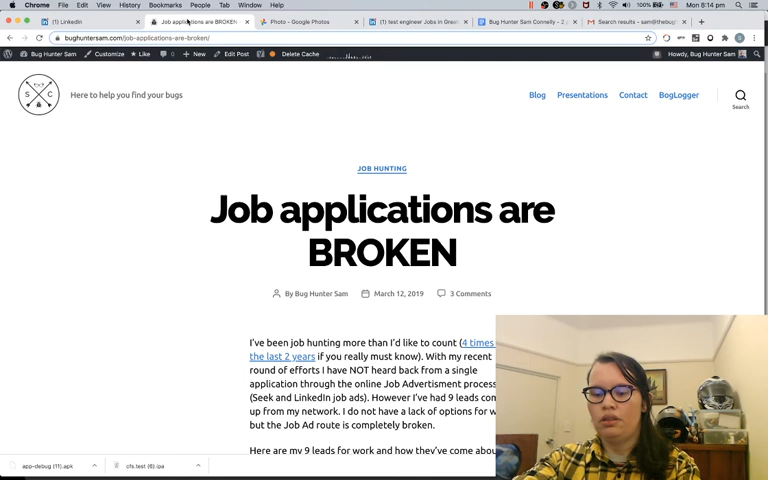 Chrome File Edit View History Bookmarks People Tab Window Help 100% Mon 8:14 pm
(1) LinkedIn
Job applications are BROKEN
Photo - Google Photos
(1) test engineer Jobs in Great
Bug Hunter Sam Connelly - 2
Search results - sam@thebug
bughuntersam.com/job-applications-are-broken/
Bug Hunter Sam Customize Like 0 New Edit Post Delete Cache Howdy, Bug Hunter Sam
S C
Here to help you find your bugs
Blog Presentations Contact BogLogger
Search
JOB HUNTING
Job applications are
BROKEN
By Bug Hunter Sam March 12, 2019 3 Comments
I've been job hunting more than I'd like to count (4 times
the last 2 years if you really must know). With my recent
round of efforts I have NOT heard back from a single
application through the online Job Advertisment process
(Seek and LinkedIn job ads). However I've had 9 leads com
up from my network. I do not have a lack of options for w
but the Job Ad route is completely broken.
Here are my 9 leads for work and how they've come abou
app-debug (11).apk
cfs.test (6).ipa